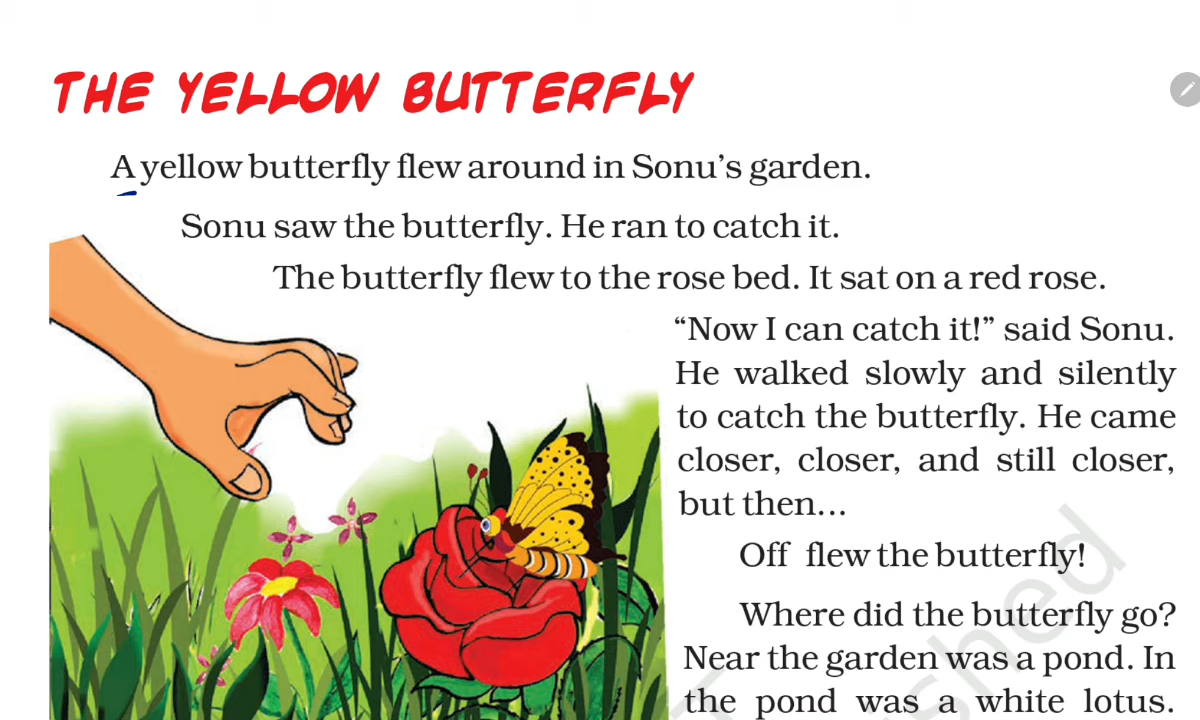 THE YELLOW BUTTERFLY
A yellow butterfly flew around in Sonu’s garden.
Sonu saw the butterfly. He ran to catch it.
The butterfly flew to the rose bed. It sat on a red rose.
“Now I can catch it!” said Sonu.
He walked slowly and silently
to catch the butterfly. He came
closer, closer, and still closer,
but then...
Off flew the butterfly!
Where did the butterfly go?
Near the garden was a pond. In
the pond was a white lotus.